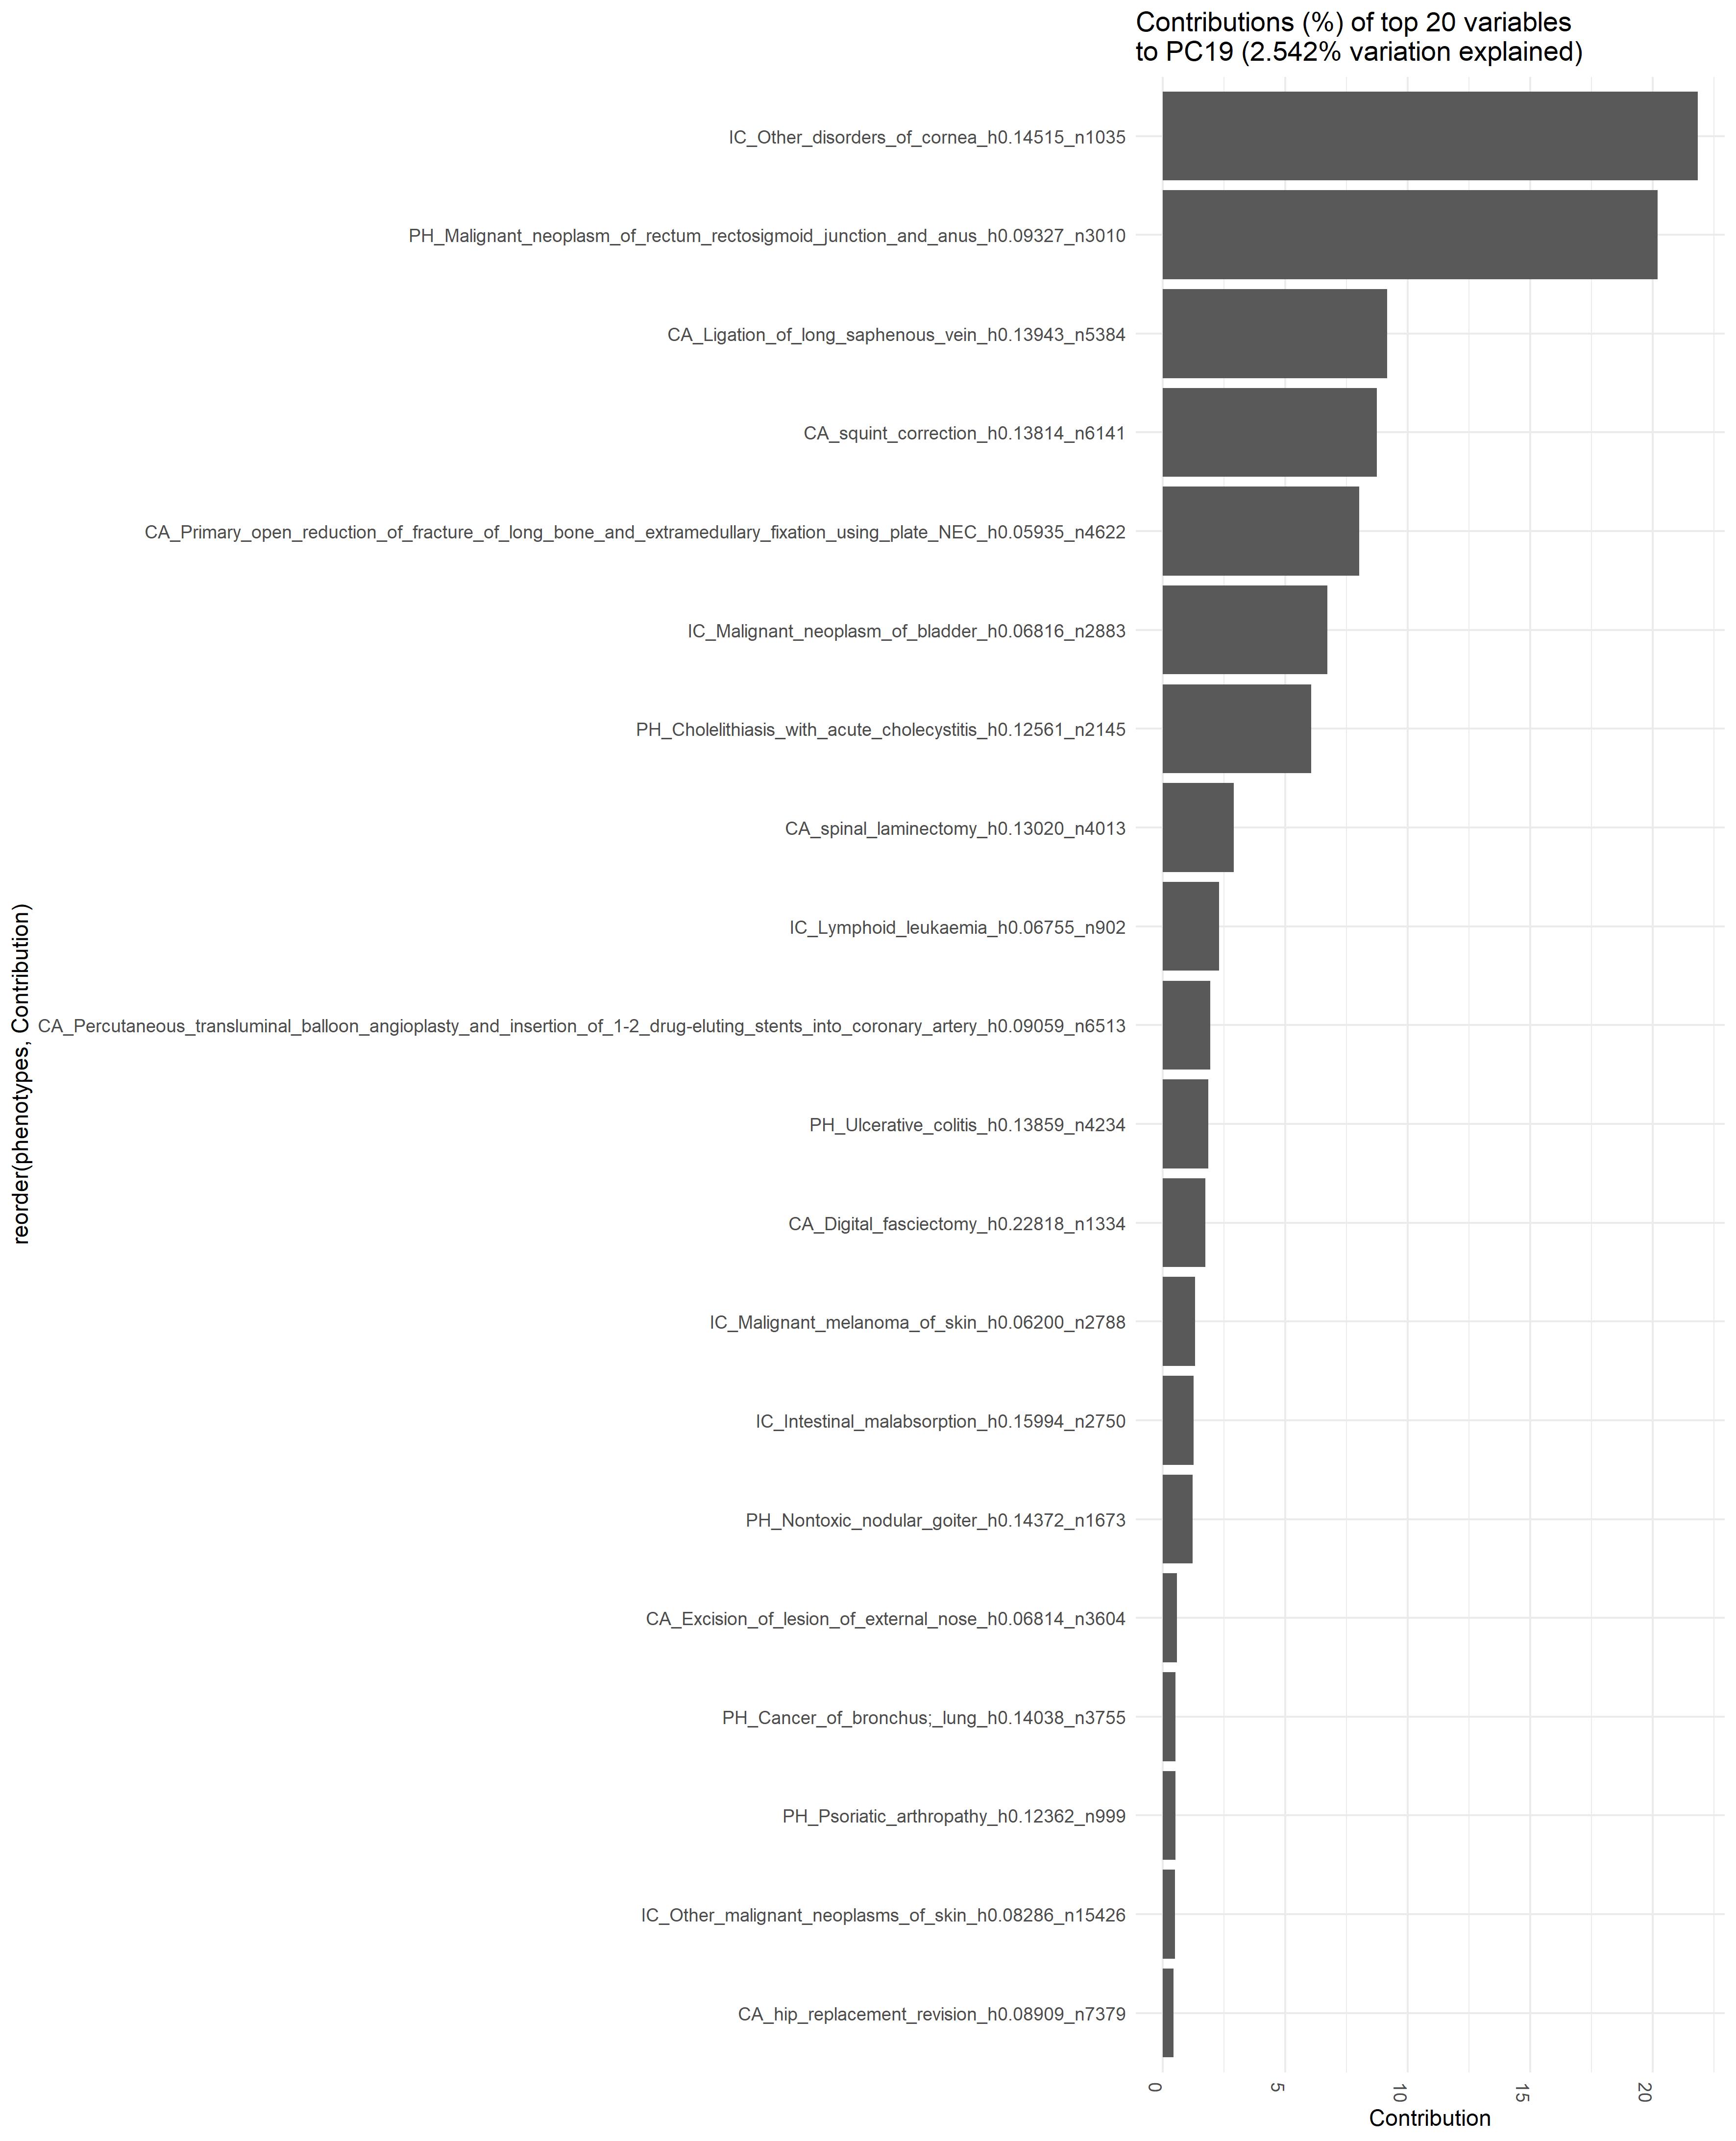 Contributions (%) of top 20 variables
to PC19 (2.542% variation explained)
IC_Other_disorders_of_cornea_h0.14515_n1035
PH_Malignant_neoplasm_of_rectum_rectosigmoid_junction_and_anus_h0.09327_n3010
CA_Ligation_of_long_saphenous_vein_h0.13943_n5384
CA_squint_correction_h0.13814_n6141
CA_Primary_open_reduction_of_fracture_of_long_bone_and_extramedullary_fixation_using_plate_NEC_h0.05935_n4622
IC_Malignant_neoplasm_of_bladder_h0.06816_n2883
PH_Cholelithiasis_with_acute_cholecystitis_h0.12561_n2145
CA_spinal_laminectomy_h0.13020_n4013
IC_Lymphoid_leukaemia_h0.06755_n902
CA_Percutaneous_transluminal_balloon_angioplasty_and_insertion_of_1-2_drug-eluting_stents_into_coronary_artery_h0.09059_n6513
PH_Ulcerative_colitis_h0.13859_n4234
CA_Digital_fasciectomy_h0.22818_n1334
IC_Malignant_melanoma_of_skin_h0.06200_n2788
IC_Intestinal_malabsorption_h0.15994_n2750
PH_Nontoxic_nodular_goiter_h0.14372_n1673
CA_Excision_of_lesion_of_external_nose_h0.06814_n3604
PH_Cancer_of_bronchus;_lung_h0.14038_n3755
PH_Psoriatic_arthropathy_h0.12362_n999
IC_Other_malignant_neoplasms_of_skin_h0.08286_n15426
CA_hip_replacement_revision_h0.08909_n7379
reorder(phenotypes, Contribution)
0
5
10
15
20
Contribution